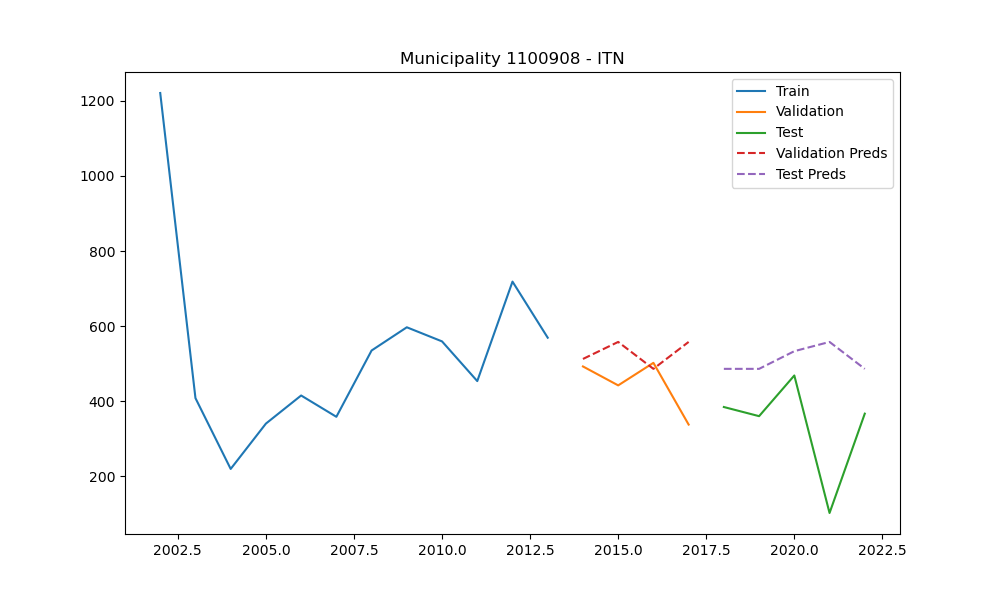 Municipality 1100908 - ITN
Train
Validation
Test
Validation Preds
Test Preds
1200
1000
800
600
400
200
2002.5 2005.0 2007.5 2010.0 2012.5 2015.0 2017.5 2020.0 2022.5